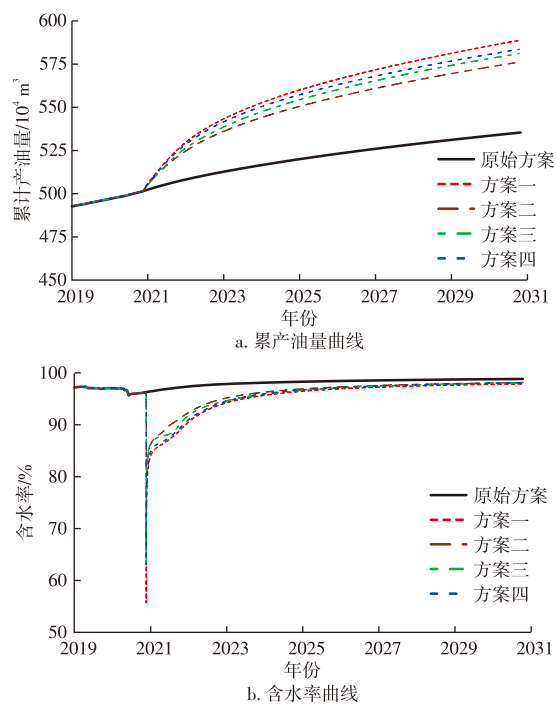 600
575
550
525
500
475
450
累计产油量/10⁴ m³
原始方案
方案一
方案二
方案三
方案四
2019 2021 2023 2025 2027 2029 2031
年份
a. 累产油量曲线
100
90
80
70
60
50
含水率/%
原始方案
方案一
方案二
方案三
方案四
2019 2021 2023 2025 2027 2029 2031
年份
b. 含水率曲线